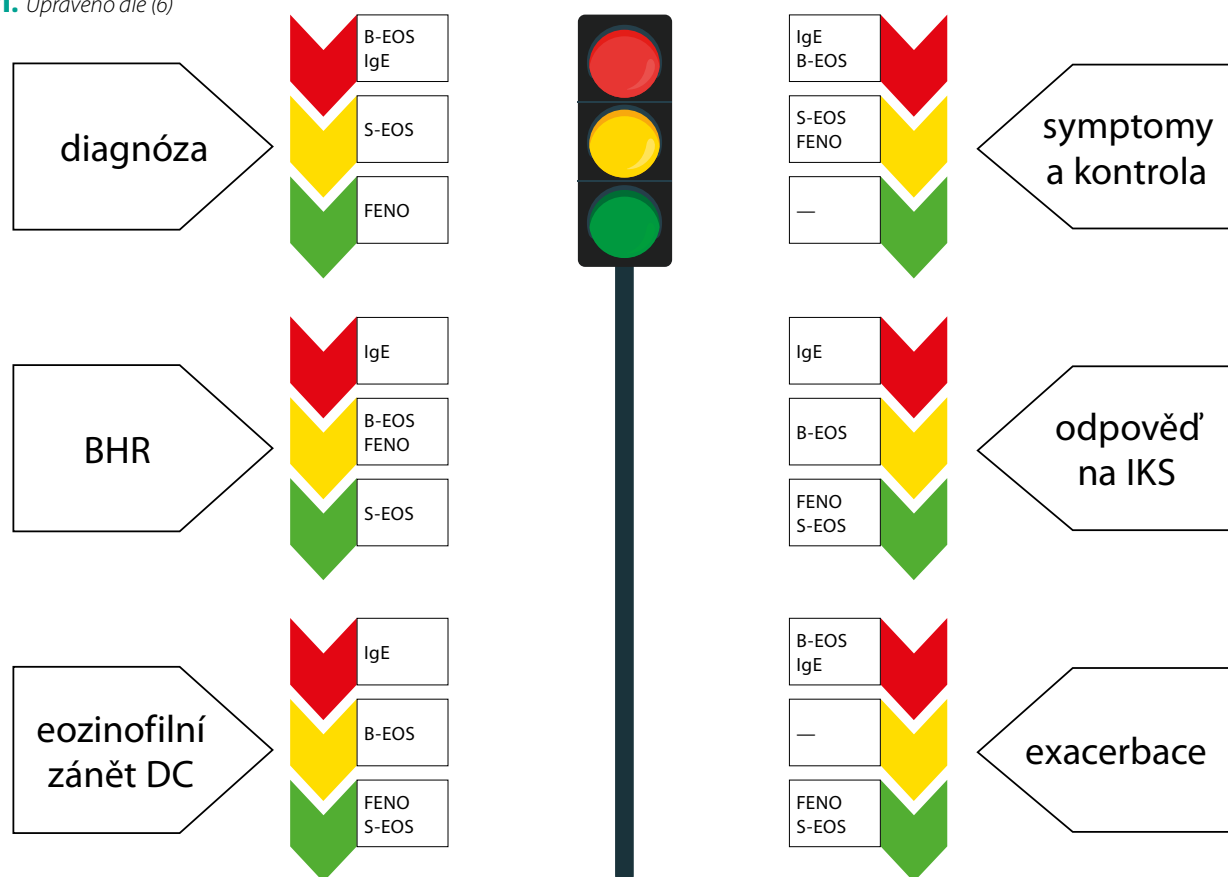 1. Upraveno dle (6)
diagnóza
B-EOS
IgE
S-EOS
FENO
IgE
B-EOS
S-EOS
FENO
—
symptomy
a kontrola
BHR
IgE
B-EOS
FENO
S-EOS
IgE
B-EOS
FENO
S-EOS
odpověď
na IKS
eozinofilní
zánět DC
IgE
B-EOS
FENO
S-EOS
B-EOS
IgE
—
FENO
S-EOS
exacerbace